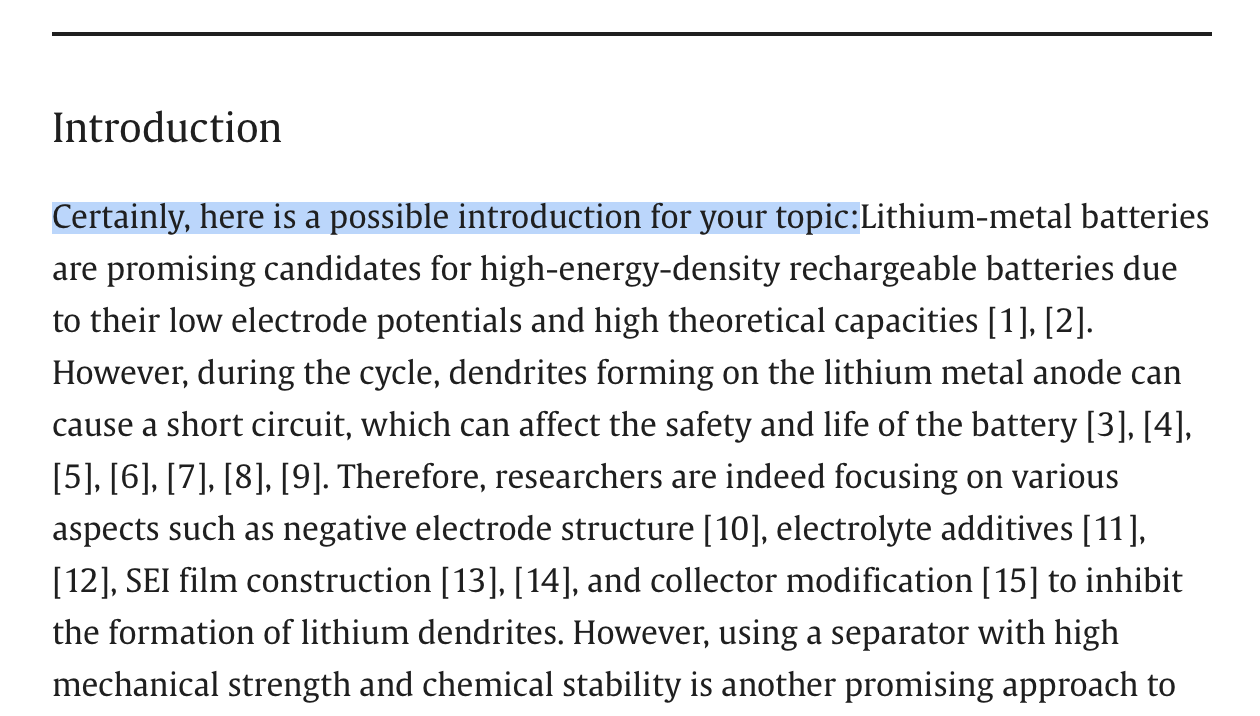 Introduction
Certainly, here is a possible introduction for your topic:Lithium-metal batteries
are promising candidates for high-energy-density rechargeable batteries due
to their low electrode potentials and high theoretical capacities [1], [2].
However, during the cycle, dendrites forming on the lithium metal anode can
cause a short circuit, which can affect the safety and life of the battery [3], [4],
[5], [6], [7], [8], [9]. Therefore, researchers are indeed focusing on various
aspects such as negative electrode structure [10], electrolyte additives [11],
[12], SEI film construction [13], [14], and collector modification [15] to inhibit
the formation of lithium dendrites. However, using a separator with high
mechanical strength and chemical stability is another promising approach to